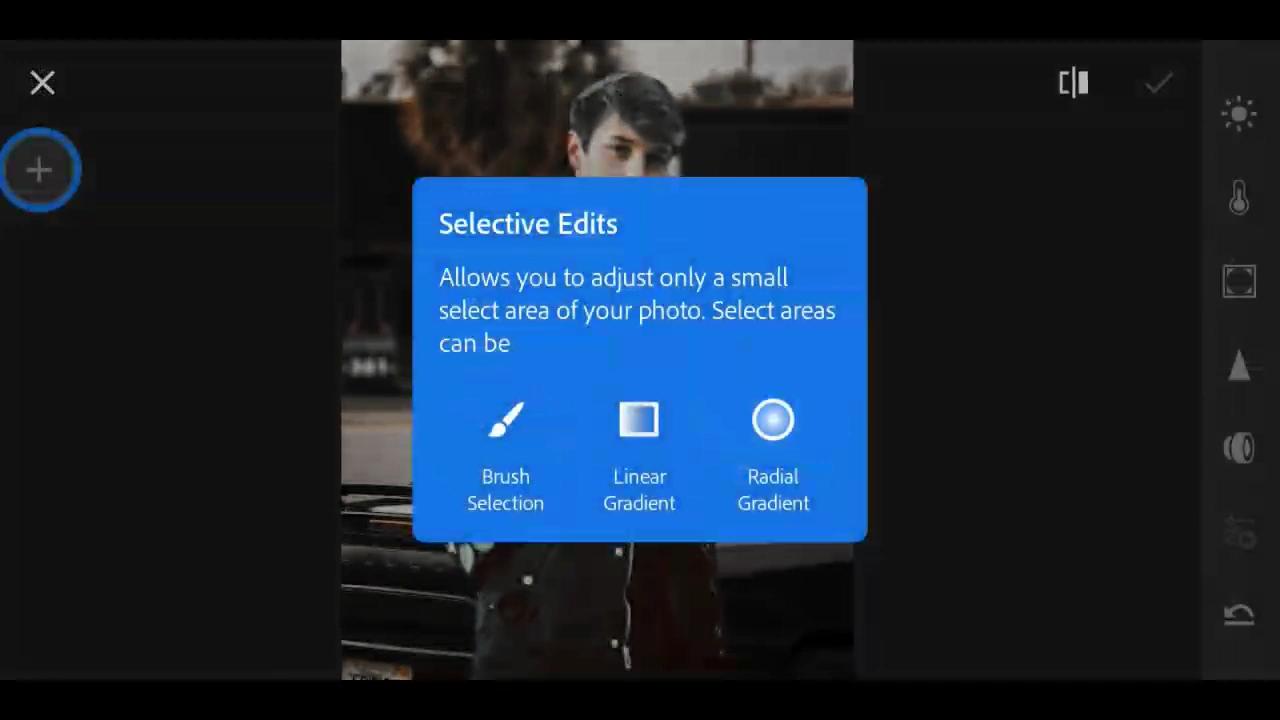 Selective Edits
Allows you to adjust only a small
select area of your photo. Select areas
can be
Brush
Selection
Linear
Gradient
Radial
Gradient